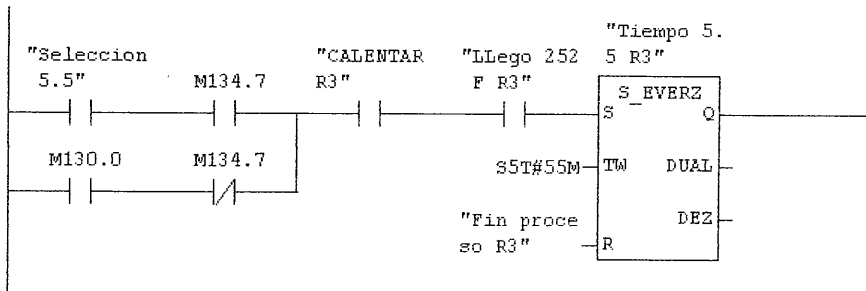 "Tiempo 5.
5 R3"
"Seleccion
5.5"
M134.7
"CALENTAR
R3"
"LLego 252
F R3"
S_EVERZ
S
Q
M130.0
M134.7
S5T#55M
TW
DUAL
DEZ
"Fin proce
so R3"
R